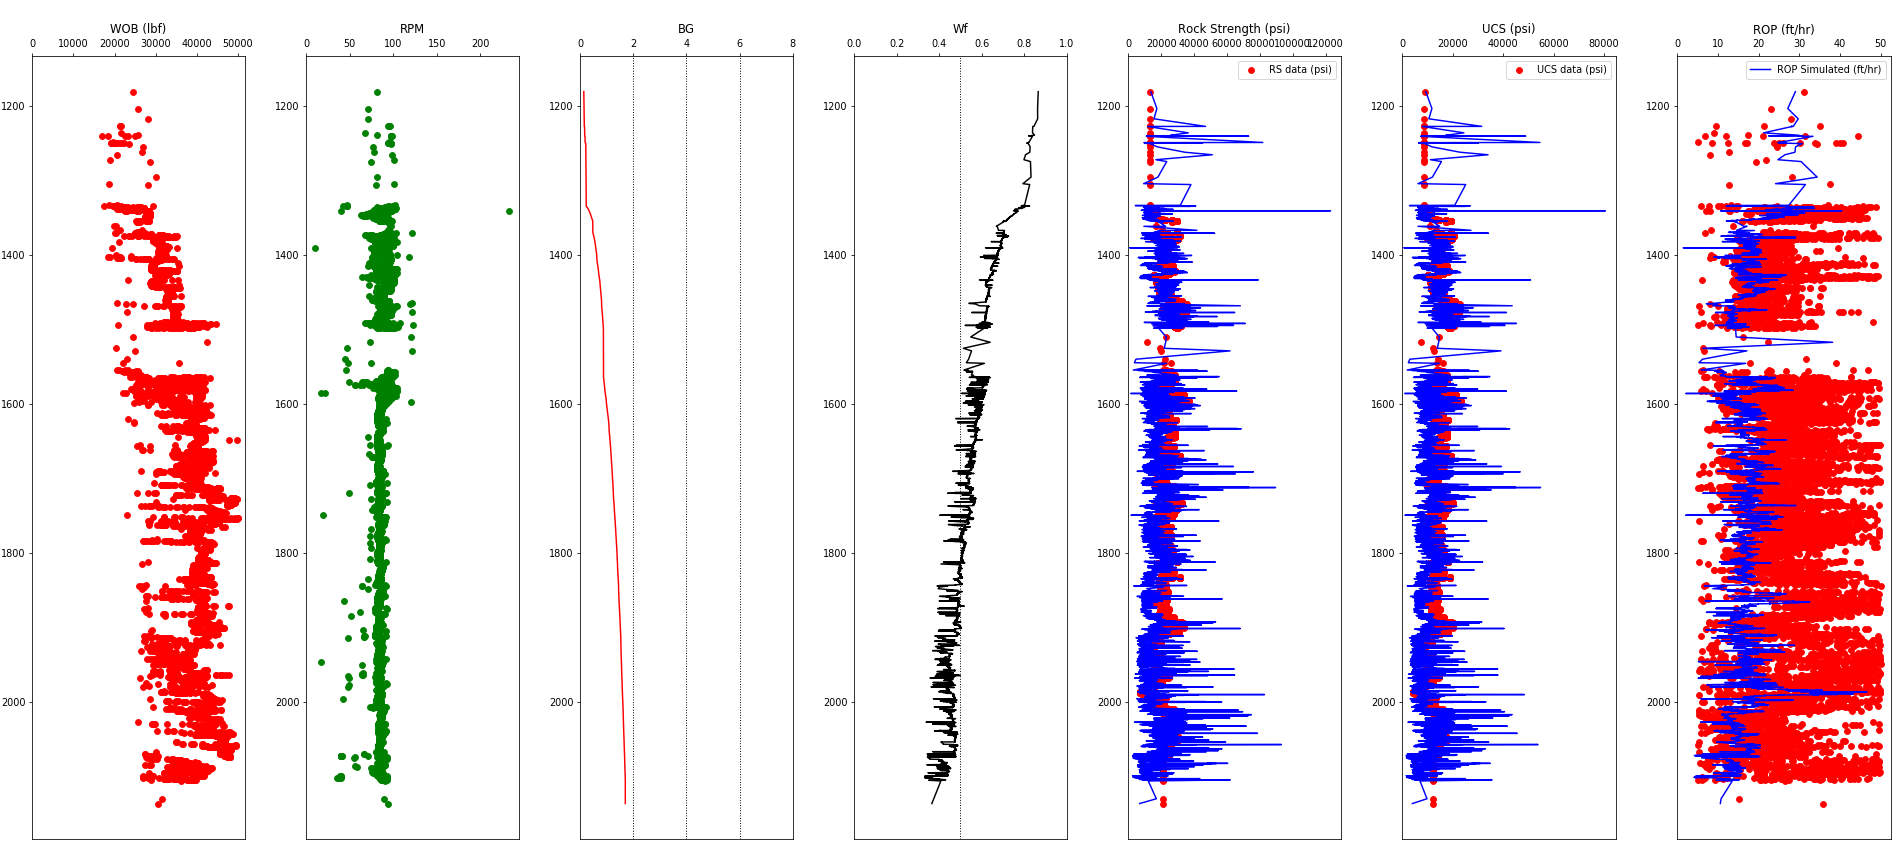 WOB (lbf)
0 10000 20000 30000 40000 50000
1200
1400
1600
1800
2000
RPM
0 50 100 150 200
1200
1400
1600
1800
2000
BG
0 2 4 6 8
1200
1400
1600
1800
2000
Wf
0.0 0.2 0.4 0.6 0.8 1.0
1200
1400
1600
1800
2000
Rock Strength (psi)
0 20000 40000 60000 80000 100000 120000
RS data (psi)
1200
1400
1600
1800
2000
UCS (psi)
0 20000 40000 60000 80000
UCS data (psi)
1200
1400
1600
1800
2000
ROP (ft/hr)
0 10 20 30 40 50
ROP Simulated (ft/hr)
1200
1400
1600
1800
2000